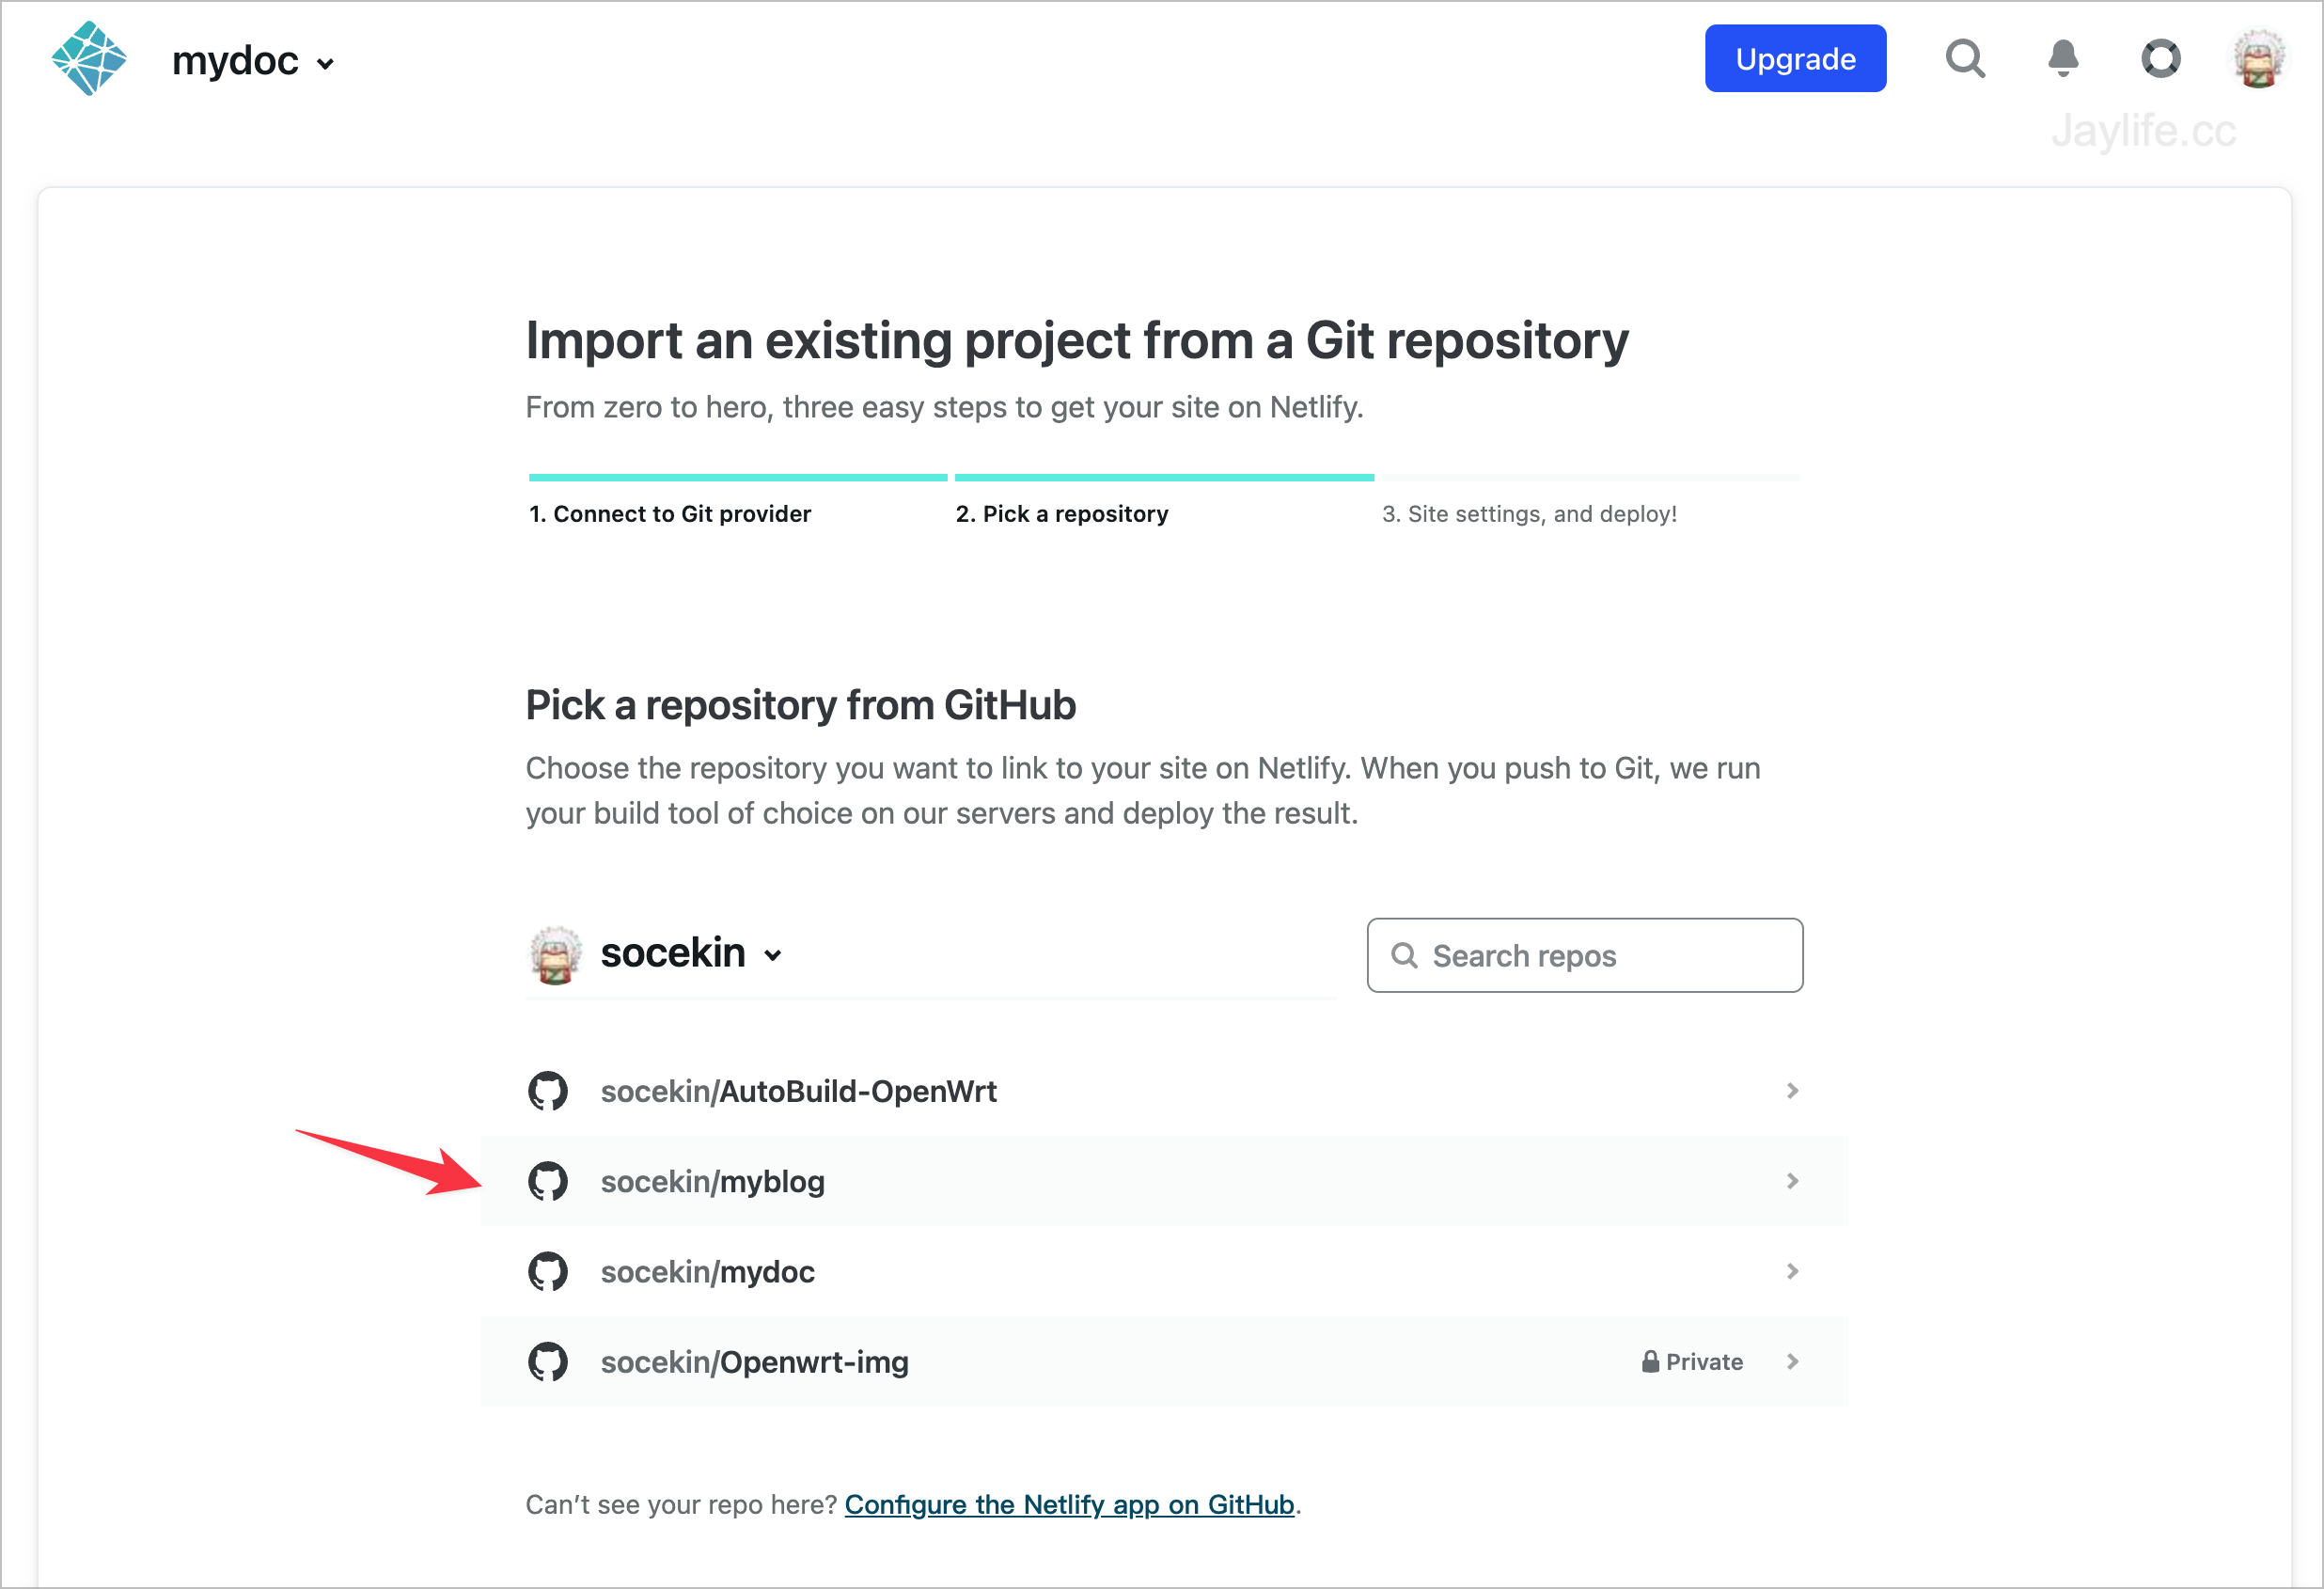 mydoc
Upgrade
Jaylife.cc
Import an existing project from a Git repository
From zero to hero, three easy steps to get your site on Netlify.
1. Connect to Git provider
2. Pick a repository
3. Site settings, and deploy!
Pick a repository from GitHub
Choose the repository you want to link to your site on Netlify. When you push to Git, we run
your build tool of choice on our servers and deploy the result.
socekin
Search repos
socekin/AutoBuild-OpenWrt
socekin/myblog
socekin/mydoc
socekin/Openwrt-img
Private
Can’t see your repo here? Configure the Netlify app on GitHub.